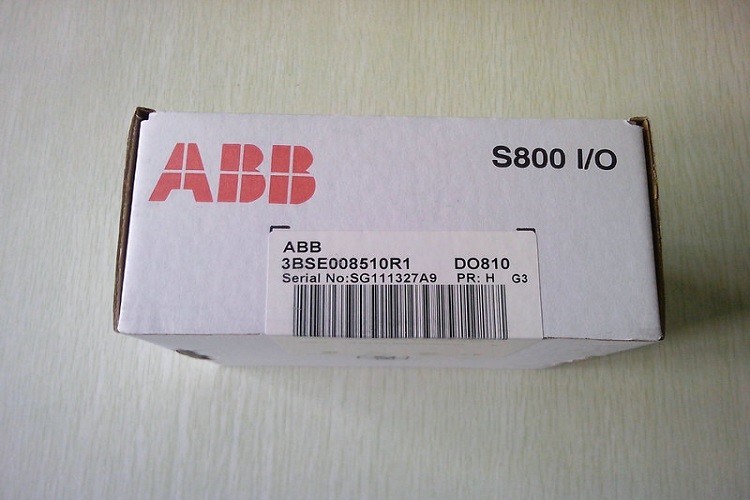 ABB
S800 I/O
ABB
3BSE008510R1 DO810
Serial No:SG111327A9 PR: H G3